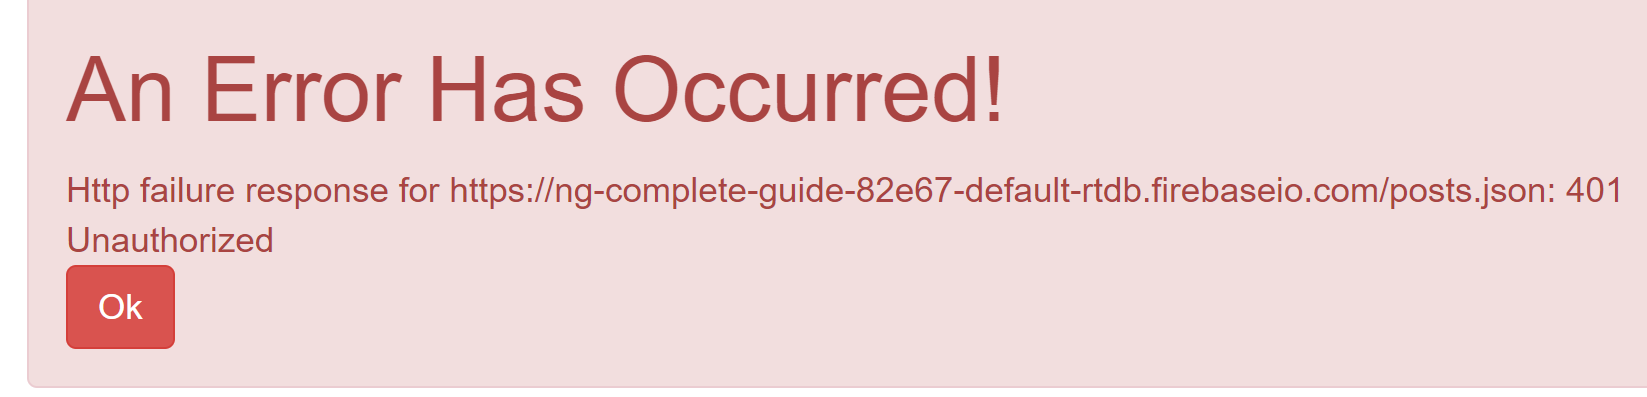 An Error Has Occurred!
Http failure response for https://ng-complete-guide-82e67-default-rtdb.firebaseio.com/posts.json: 401
Unauthorized
Ok